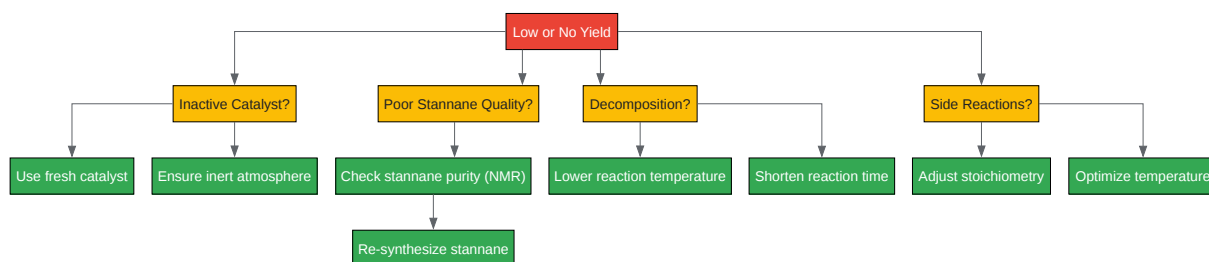 Low or No Yield
Inactive Catalyst?
Poor Stannane Quality?
Decomposition?
Side Reactions?
Use fresh catalyst
Ensure inert atmosphere
Check stannane purity (NMR)
Lower reaction temperature
Shorten reaction time
Adjust stoichiometry
Optimize temperature
Re-synthesize stannane